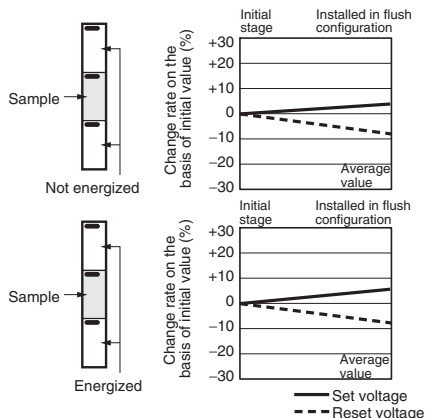 Sample
Not energized
Change rate on the
basis of initial value (%)
Initial
stage
Installed in flush
configuration
+30
+20
+10
0
−10
−20
−30
Average
value
Sample
Energized
Change rate on the
basis of initial value (%)
Initial
stage
Installed in flush
configuration
+30
+20
+10
0
−10
−20
−30
Average
value
Set voltage
Reset voltage